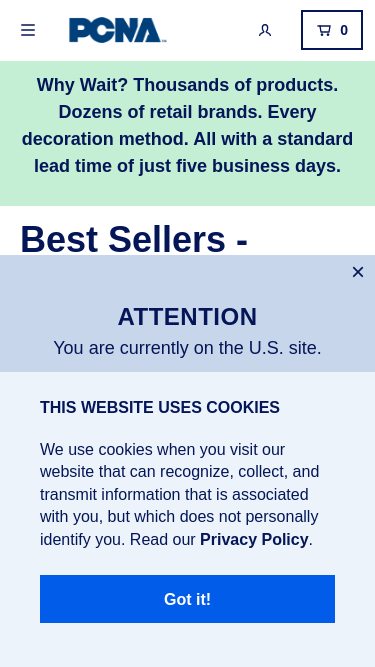 PCNA
0
Why Wait? Thousands of products.
Dozens of retail brands. Every
decoration method. All with a standard
lead time of just five business days.
Best Sellers -
ATTENTION
You are currently on the U.S. site.
THIS WEBSITE USES COOKIES
We use cookies when you visit our
website that can recognize, collect, and
transmit information that is associated
with you, but which does not personally
identify you. Read our Privacy Policy.
Got it!